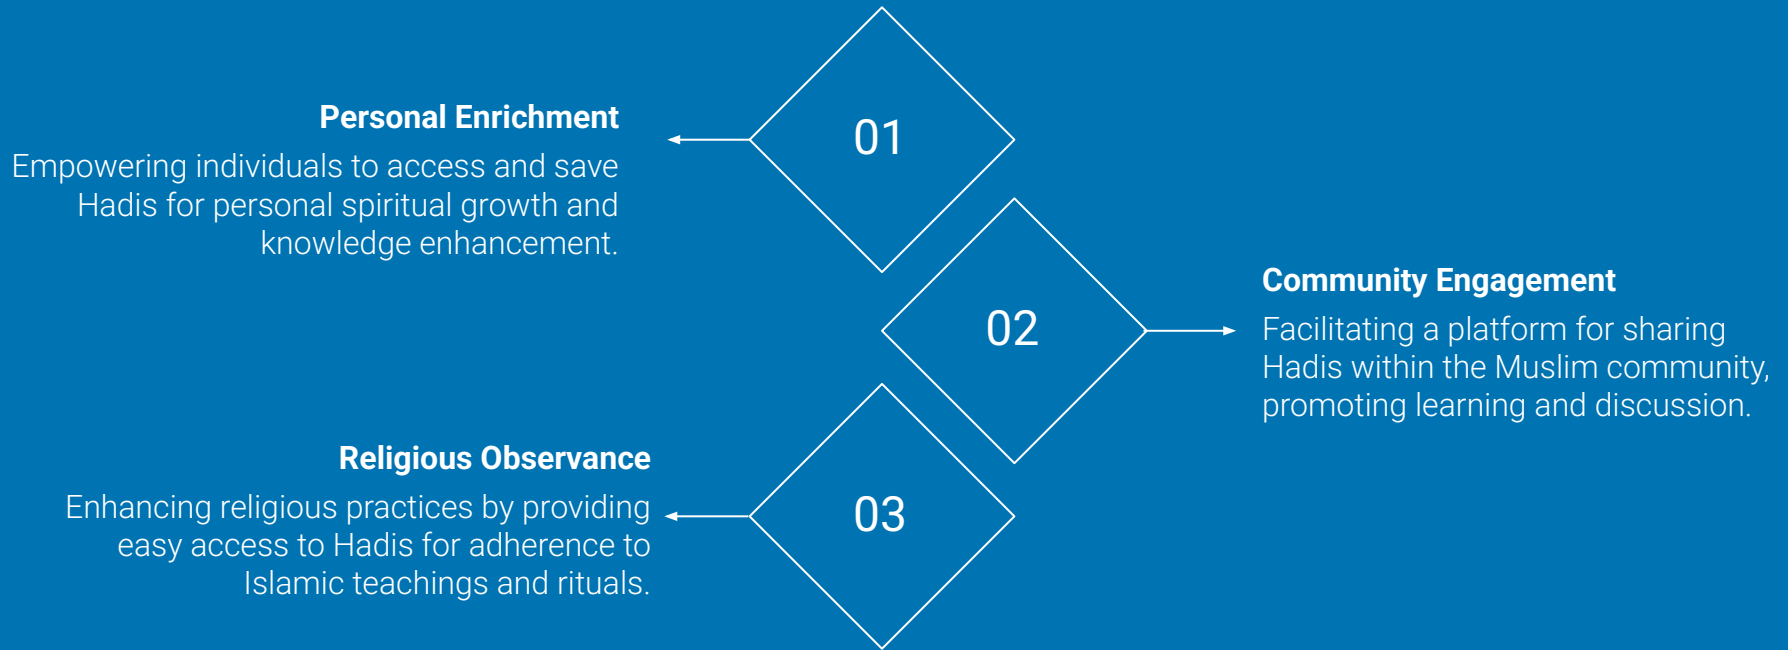 01
Personal Enrichment
Empowering individuals to access and save
Hadis for personal spiritual growth and
knowledge enhancement.
02
Community Engagement
Facilitating a platform for sharing
Hadis within the Muslim community,
promoting learning and discussion.
03
Religious Observance
Enhancing religious practices by providing
easy access to Hadis for adherence to
Islamic teachings and rituals.